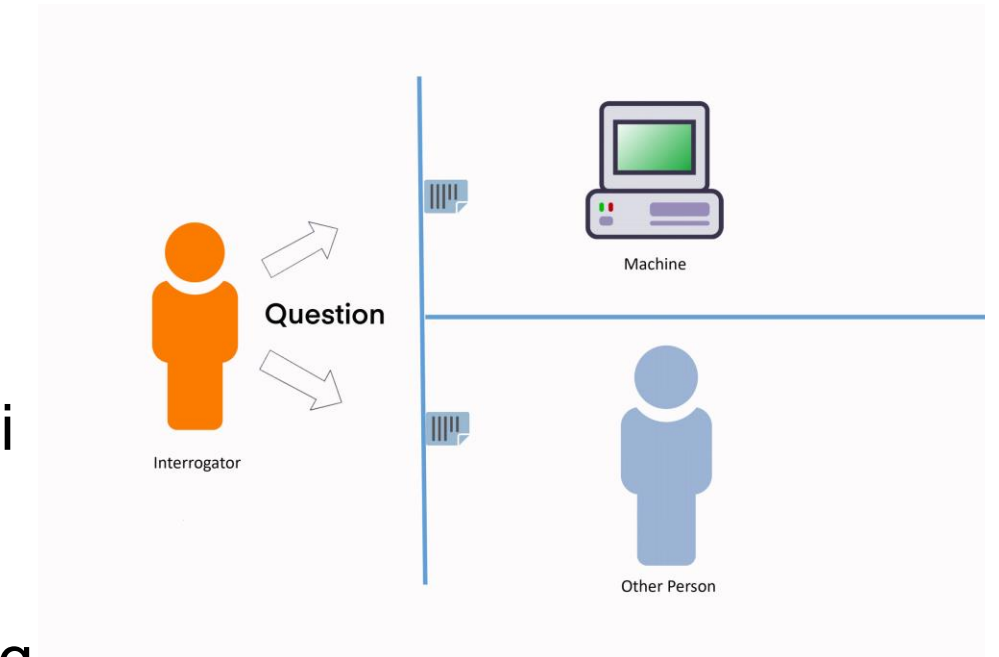 Machine
Question
i
Interrogator
Other Person